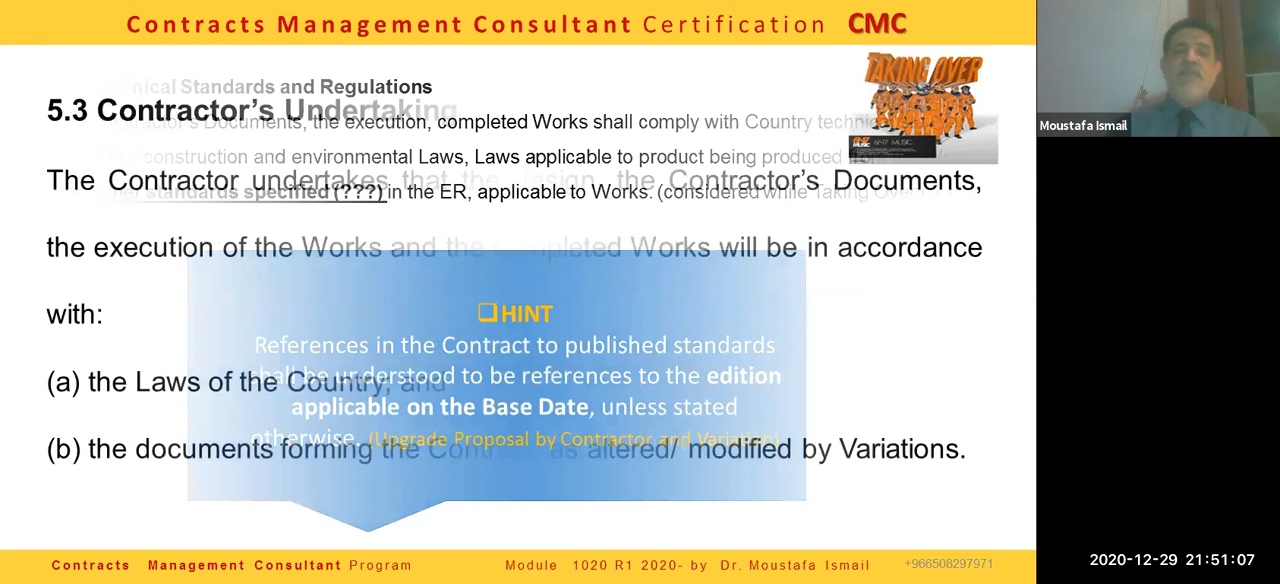 Contracts Management Consultant Certification CMC
nical Standards and Regulations
5.3 Contractor's Undertaking
Documents, the execution, completed Works shall comply with Country
construction and environmental Laws, Laws applicable to product being produced
The Contractor undertakes that the design, the Contractor's Documents,
standards specified (???) in the ER, applicable to Works. (considered while Taking Over
the execution of the Works and the completed Works will be in accordance
with:
(a) the Laws of the Country, and
(b) the documents forming the Contract, as altered/ modified by Variations.
❑HINT
References in the Contract to published standards
shall be understood to be references to the edition
applicable on the Base Date, unless stated
otherwise. (Upgrade Proposal by Contractor and Variation)
TAKING OVER
MUSIC
Moustafa Ismail
Contracts Management Consultant Program
Module 1020 R1 2020- by Dr. Moustafa Ismail
+966508297971
2020-12-29 21:51:07